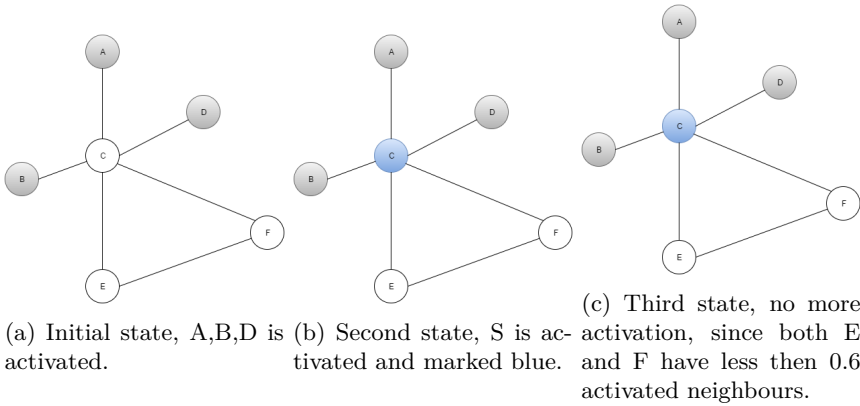 A
D
C
B
F
E
A
D
C
B
F
E
A
D
C
B
F
E
(a) Initial state, A,B,D is
activated.
(b) Second state, S is ac-
tivated and marked blue.
(c) Third state, no more
activation, since both E
and F have less then 0.6
activated neighbours.